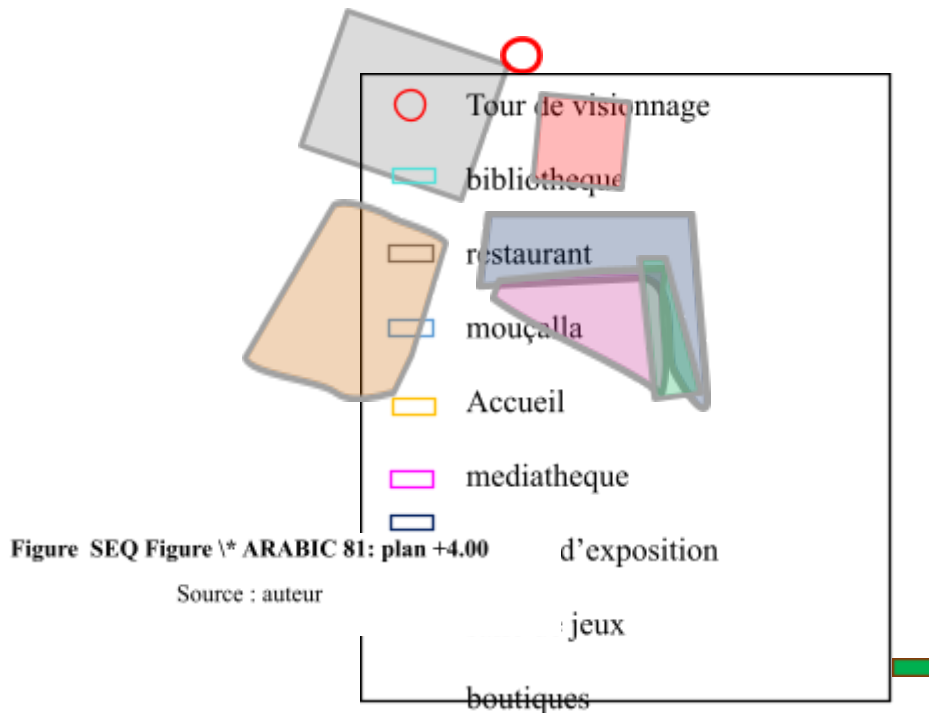 Tour de visionnage
bibliotheque
restaurant
mouçalla
Accueil
mediatheque
Figure SEQ Figure \* ARABIC 81: plan +4.00
d’exposition
Source : auteur
jeux
boutiques